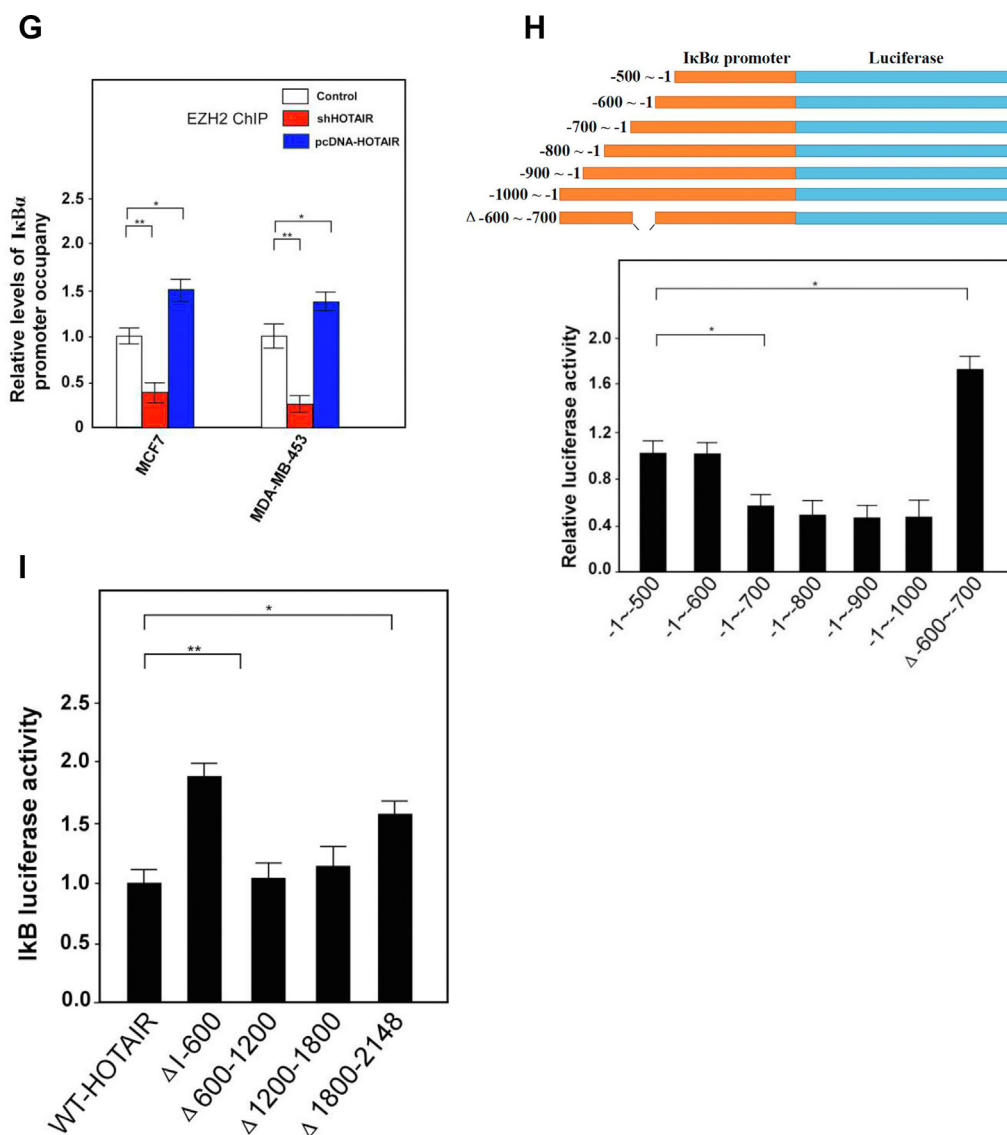 G
EZH2 ChIP
Control
shHOTAIR
pcDNA-HOTAIR
Relative levels of IκBα
promoter occupany
2.5
2.0
1.5
1.0
0.5
0
*
**
*
**
MCF7
MDA-MB-453
H
IκBα promoter
Luciferase
-500 ~ -1
-600 ~ -1
-700 ~ -1
-800 ~ -1
-900 ~ -1
-1000 ~ -1
Δ -600 ~ -700
Relative luciferase activity
2.0
1.6
1.2
0.4
0.0
*
*
-1~-500
-1~-600
-1~-700
-1~-800
-1~-900
-1~-1000
Δ-600~-700
I
IkB luciferase activity
2.5
2.0
1.5
1.0
0.5
0.0
*
**
WT-HOTAIR
Δ I-600
Δ 600-1200
Δ 1200-1800
Δ 1800-2148